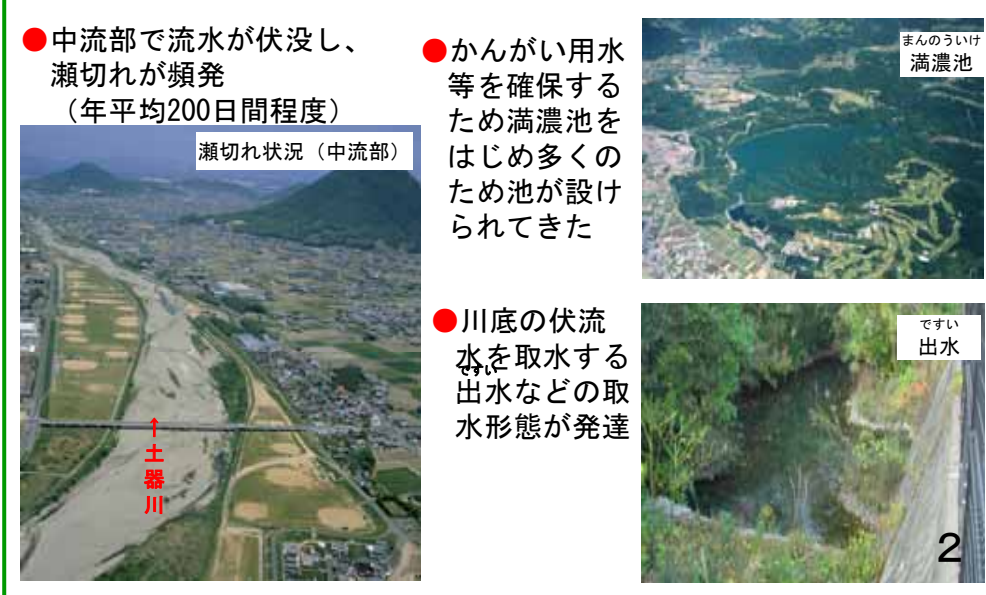 ●中流部で流水が伏没し、
瀬切れが頻発
（年平均200日間程度）
瀬切れ状況（中流部）
↑土器川
●かんがい用水
等を確保する
ため満濃池を
はじめ多くの
ため池が設け
られてきた
まんのういけ
満濃池
●川底の伏流
水を取水する
ですい
出水などの取
水形態が発達
ですい
出水
2